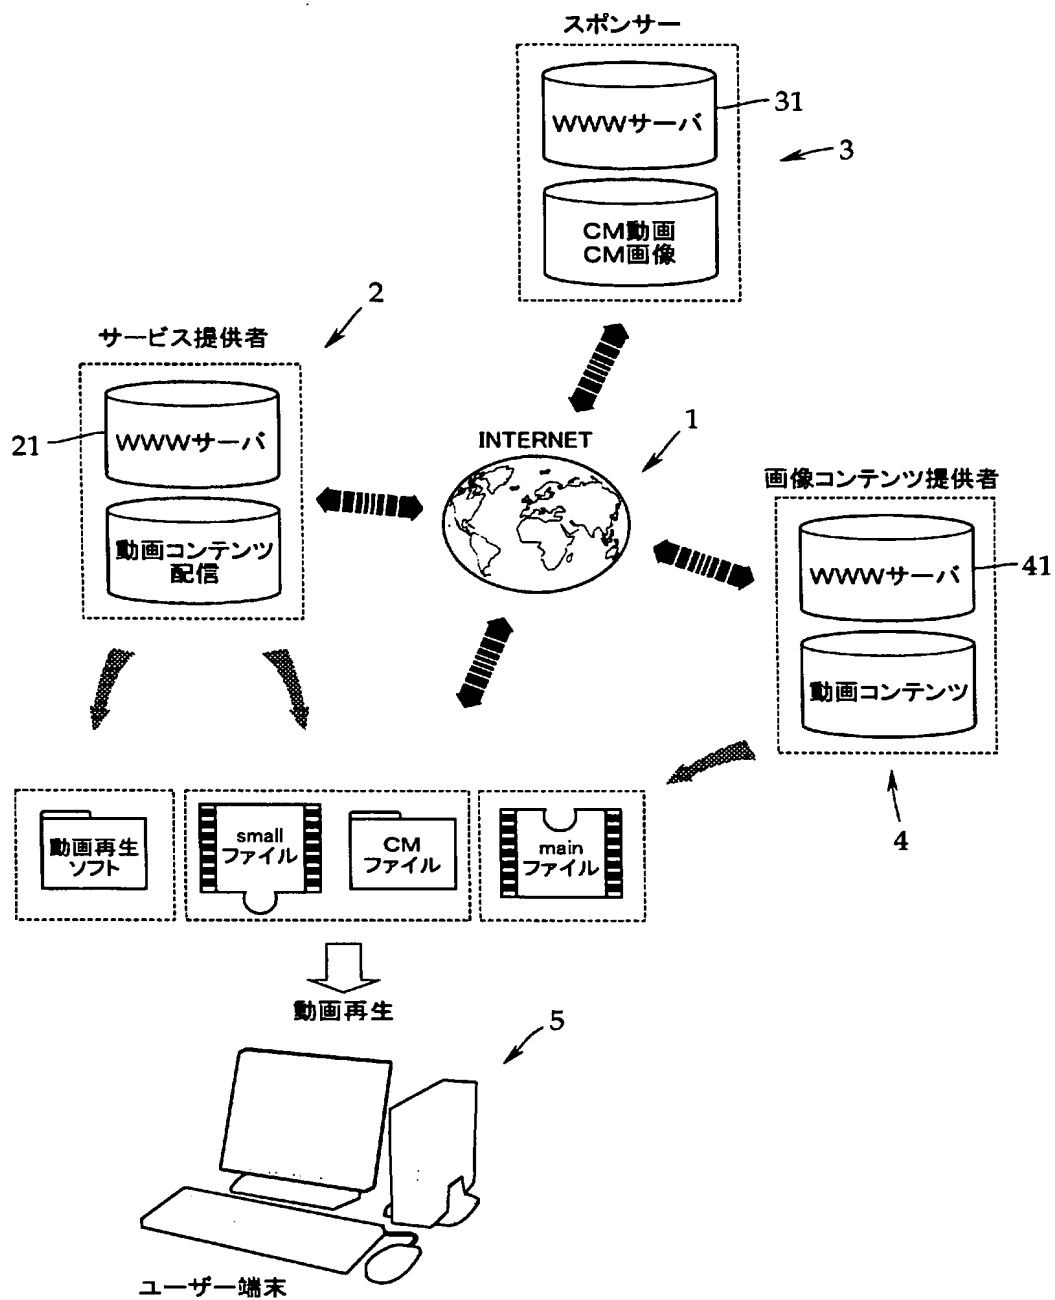 スポンサー
WWWサーバ
31
3
CM動画
CM画像
2
サービス提供者
WWWサーバ
21
動画コンテンツ
配信
INTERNET
1
画像コンテンツ提供者
WWWサーバ
41
動画コンテンツ
4
動画再生
ソフト
small
ファイル
CM
ファイル
main
ファイル
動画再生
5
ユーザー端末